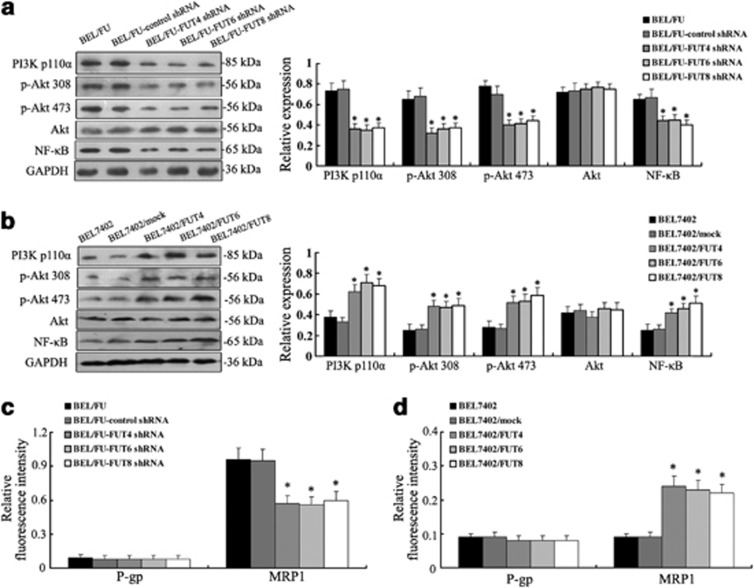 a
BEL/FU
BEL/FU-control shRNA
BEL/FU-FUT4 shRNA
BEL/FU-FUT6 shRNA
BEL/FU-FUT8 shRNA
PI3K p110α
-85 kDa
p-Akt 308
-56 kDa
p-Akt 473
-56 kDa
Akt
-56 kDa
NF-κB
-65 kDa
GAPDH
-36 kDa
BEL/FU
BEL/FU-control shRNA
BEL/FU-FUT4 shRNA
BEL/FU-FUT6 shRNA
BEL/FU-FUT8 shRNA
Relative expression
1
0.8
0.6
0.4
0.2
0
* * *
* * *
* * *
* * *
PI3K p110α p-Akt 308 p-Akt 473 Akt NF-κB
b
BEL7402
BEL7402/mock
BEL7402/FUT4
BEL7402/FUT6
BEL7402/FUT8
PI3K p110α
-85 kDa
p-Akt 308
-56 kDa
p-Akt 473
-56 kDa
Akt
-56 kDa
NF-κB
-65 kDa
GAPDH
-36 kDa
BEL7402
BEL7402/mock
BEL7402/FUT4
BEL7402/FUT6
BEL7402/FUT8
Relative expression
1
0.8
0.6
0.4
0.2
0
* * *
* * *
* * *
* * *
PI3K p110α p-Akt 308 p-Akt 473 Akt NF-κB
c
BEL/FU
BEL/FU-control shRNA
BEL/FU-FUT4 shRNA
BEL/FU-FUT6 shRNA
BEL/FU-FUT8 shRNA
Relative
fluorescence intensity
1.2
0.9
0.6
0.3
0.0
* * *
P-gp MRP1
d
BEL7402
BEL7402/mock
BEL7402/FUT4
BEL7402/FUT6
BEL7402/FUT8
Relative
fluorescence intensity
0.4
0.3
0.2
0.1
0
* * *
P-gp MRP1